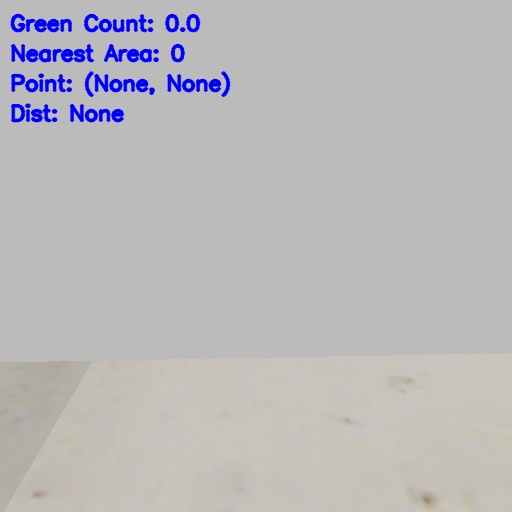 Green Count: 0.0
Nearest Area: 0
Point: (None, None)
Dist: None